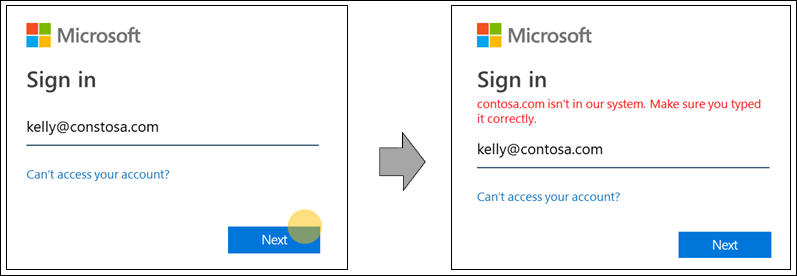 Microsoft
Sign in
kelly@constosa.com
Can't access your account?
Next
Microsoft
Sign in
contosa.com isn't in our system. Make sure you typed
it correctly.
kelly@contosa.com
Can't access your account?
Next